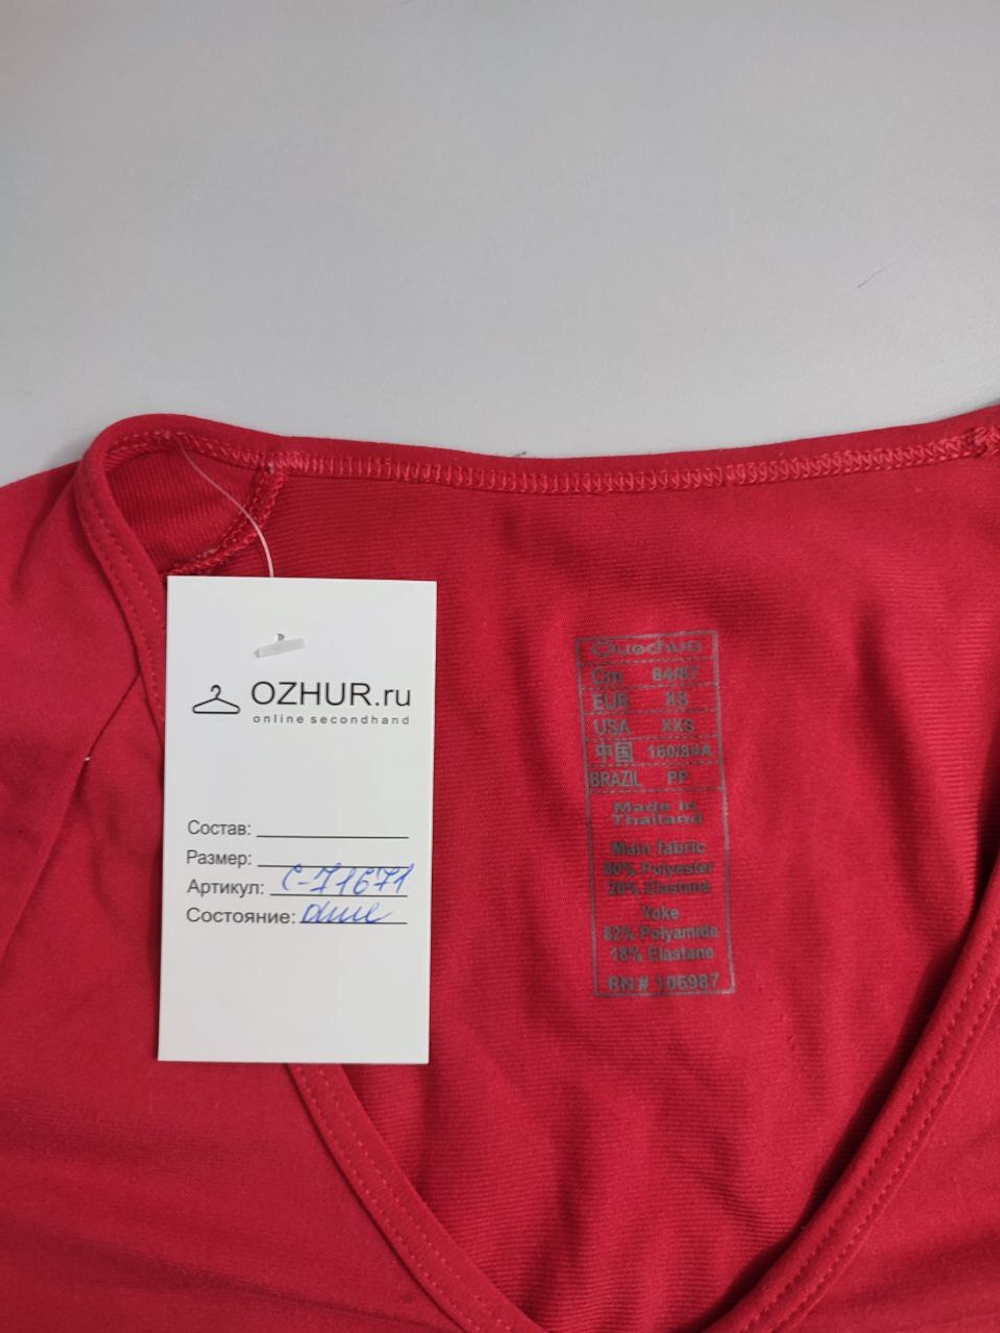 OZHUR.ru
online secondhand
Состав:
Размер:
Артикул: С-71671
Состояние:
Quechua
Cm 84/87
EUR XS
USA XXS
中国 160/84A
BRAZIL PP
Made in
Thailand
Main fabric
80% Polyester
20% Elastane
Yoke
82% Polyamide
18% Elastane
RN# 106987